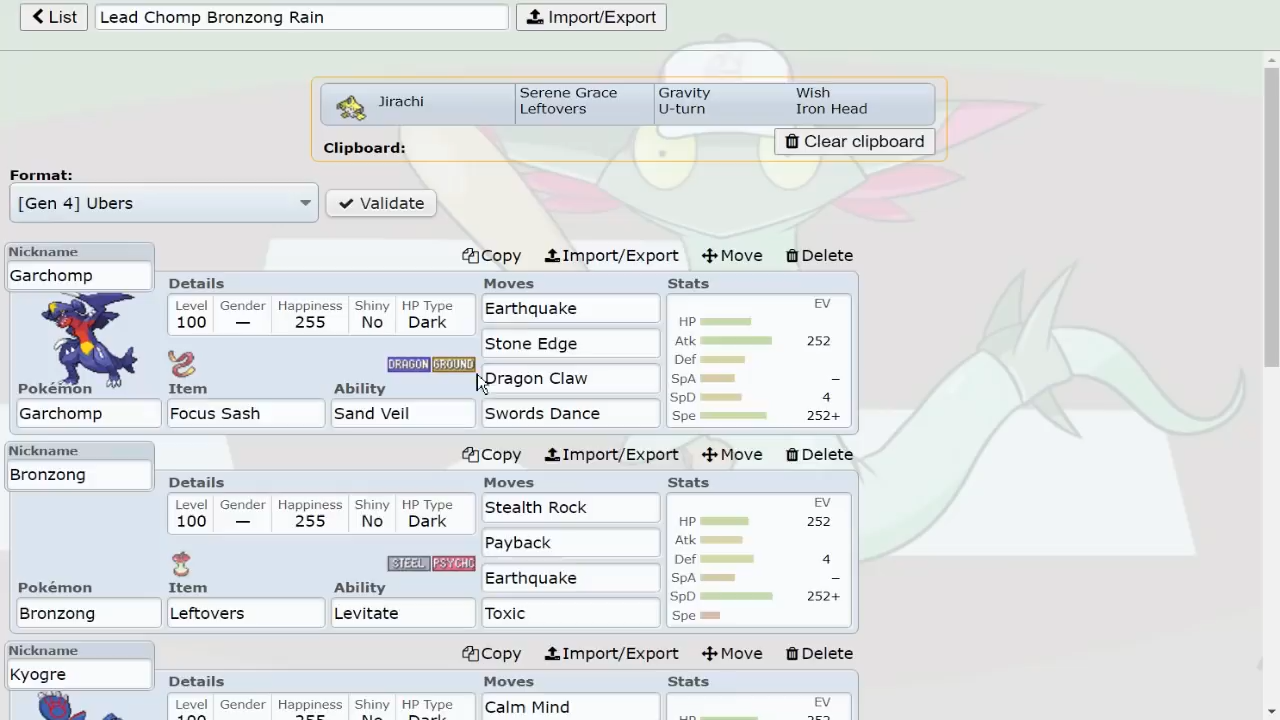 List
Lead Chomp Bronzong Rain
Import/Export
Jirachi
Serene Grace
Leftovers
Gravity
U-turn
Wish
Iron Head
Clipboard:
Clear clipboard
Format:
[Gen 4] Ubers
Validate
Nickname
Garchomp
Copy
Import/Export
Move
Delete
Details
Level
100
Gender
—
Happiness
255
Shiny
No
HP Type
Dark
DRAGON GROUND
Pokémon
Garchomp
Item
Focus Sash
Ability
Sand Veil
Moves
Earthquake
Stone Edge
Dragon Claw
Swords Dance
Stats
EV
HP
Atk 252
Def
SpA –
SpD 4
Spe 252+
Nickname
Bronzong
Copy
Import/Export
Move
Delete
Details
Level
100
Gender
—
Happiness
255
Shiny
No
HP Type
Dark
STEEL PSYCHC
Pokémon
Bronzong
Item
Leftovers
Ability
Levitate
Moves
Stealth Rock
Payback
Earthquake
Toxic
Stats
EV
HP 252
Atk
Def 4
SpA –
SpD 252+
Spe
Nickname
Kyogre
Copy
Import/Export
Move
Delete
Details
Level
Gender
Happiness
Shiny
HP Type
Moves
Calm Mind
Stats
EV